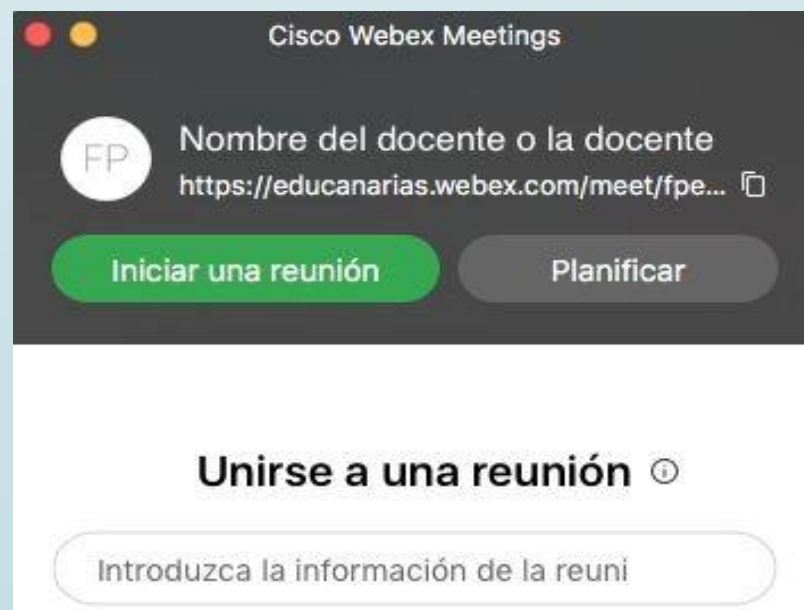 Cisco Webex Meetings
FP
Nombre del docente o la docente
https://educanarias.webex.com/meet/fpe...
Iniciar una reunión
Planificar
Unirse a una reunión
Introduzca la información de la reuni